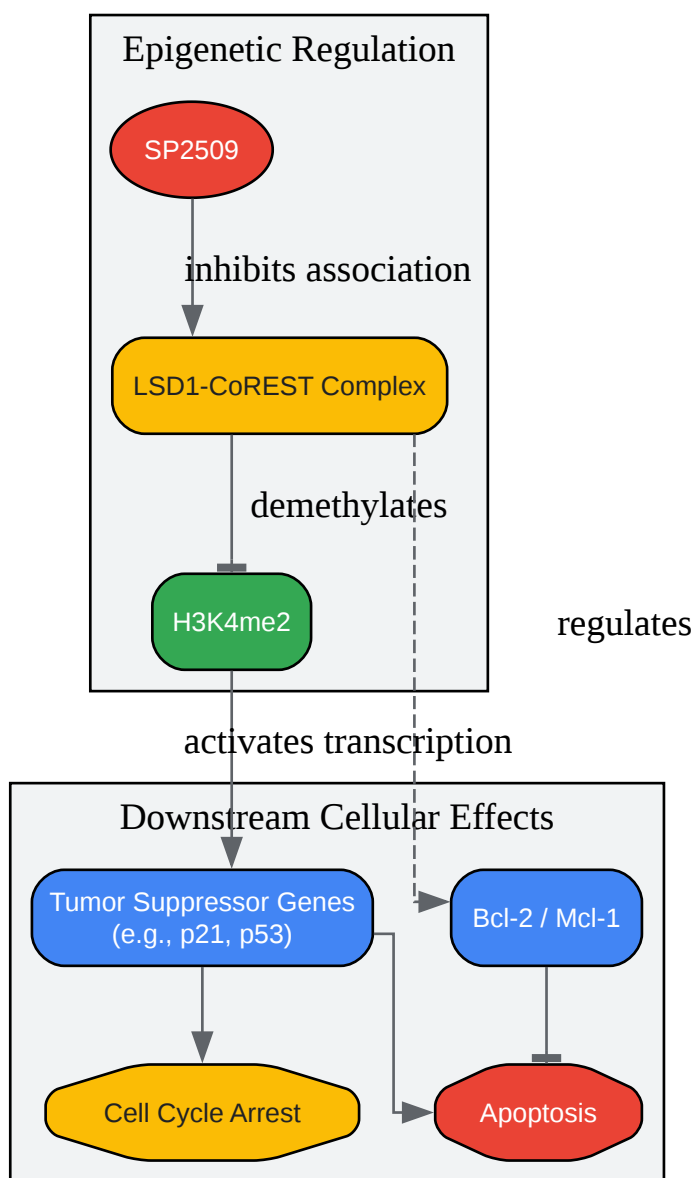 Epigenetic Regulation
SP2509
inhibits association
LSD1-CoREST Complex
demethylates
H3K4me2
regulates
activates transcription
Downstream Cellular Effects
Tumor Suppressor Genes
(e.g., p21, p53)
Bcl-2 / Mcl-1
Cell Cycle Arrest
Apoptosis